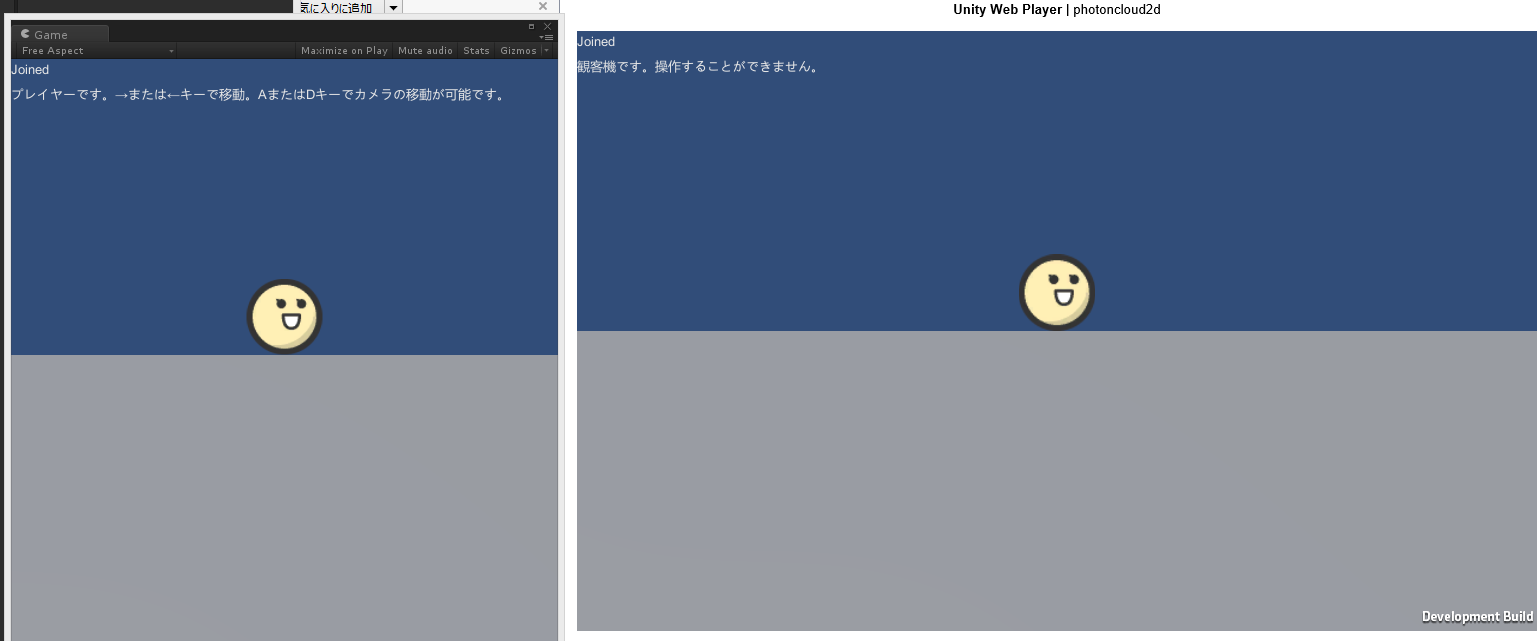 気に入りに追加
Game
Free Aspect
Maximize on Play
Mute audio
Stats
Gizmos
Joined
プレイヤーです。→または←キーで移動。AまたはDキーでカメラの移動が可能です。
Unity Web Player | photoncloud2d
Joined
観客機です。操作することができません。
Development Build